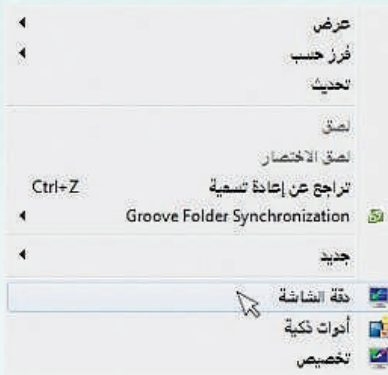 عرض
فرز حسب
تحديث
لصق
لصق الاختصار
تراجع عن إعادة تسمية Ctrl+Z
Groove Folder Synchronization
جديد
دقة الشاشة
أدوات ذكية
تخصيص